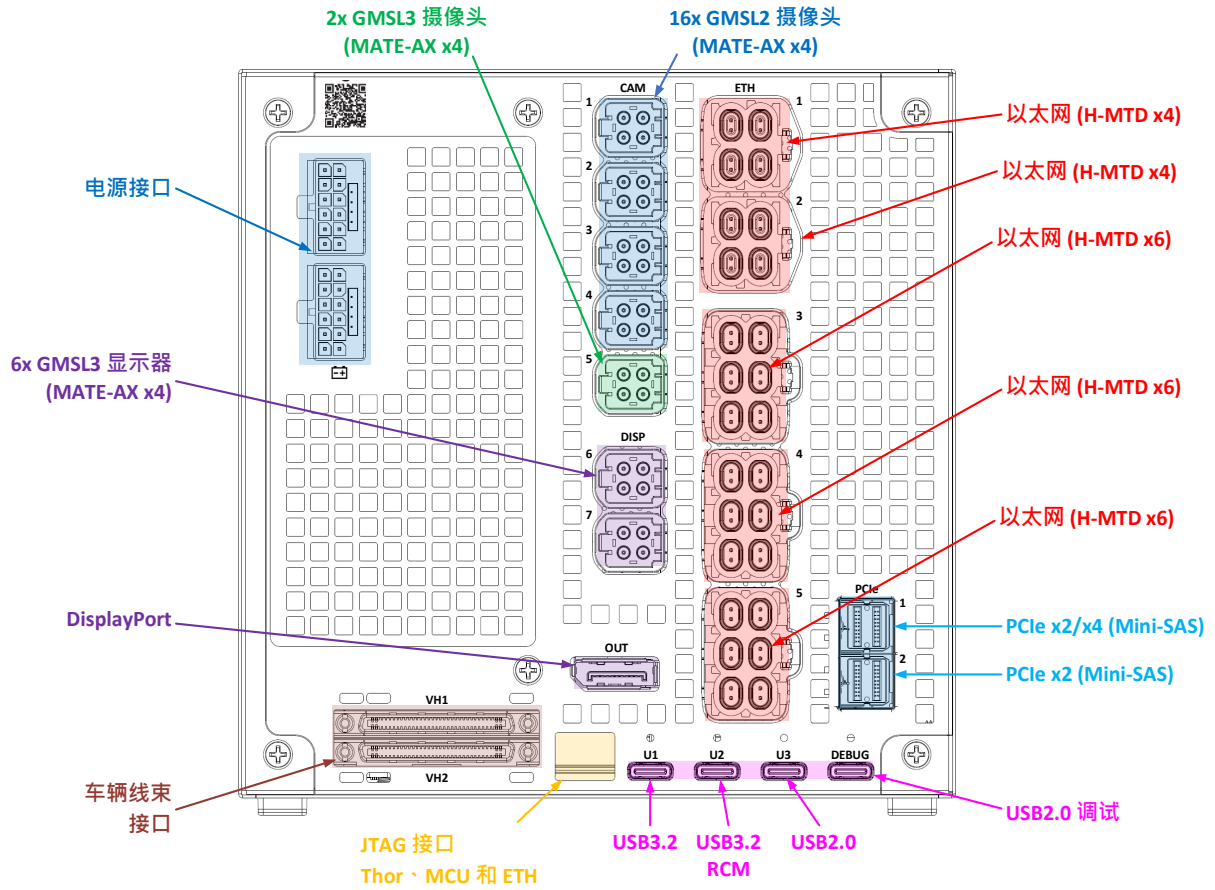 2x GMSL3 摄像头
(MATE-AX x4)
16x GMSL2 摄像头
(MATE-AX x4)
CAM
ETH
1
1
以太网 (H-MTD x4)
2
以太网 (H-MTD x4)
电源接口
2
3
以太网 (H-MTD x6)
4
3
6x GMSL3 显示器
(MATE-AX x4)
5
以太网 (H-MTD x6)
DISP
6
4
7
以太网 (H-MTD x6)
5
PCIe
1
DisplayPort
PCIe x2/x4 (Mini-SAS)
OUT
2
PCIe x2 (Mini-SAS)
VH1
VH2
U1
U2
U3
DEBUG
车辆线束
接口
USB2.0 调试
JTAG 接口
Thor、MCU 和 ETH
USB3.2
USB3.2
RCM
USB2.0